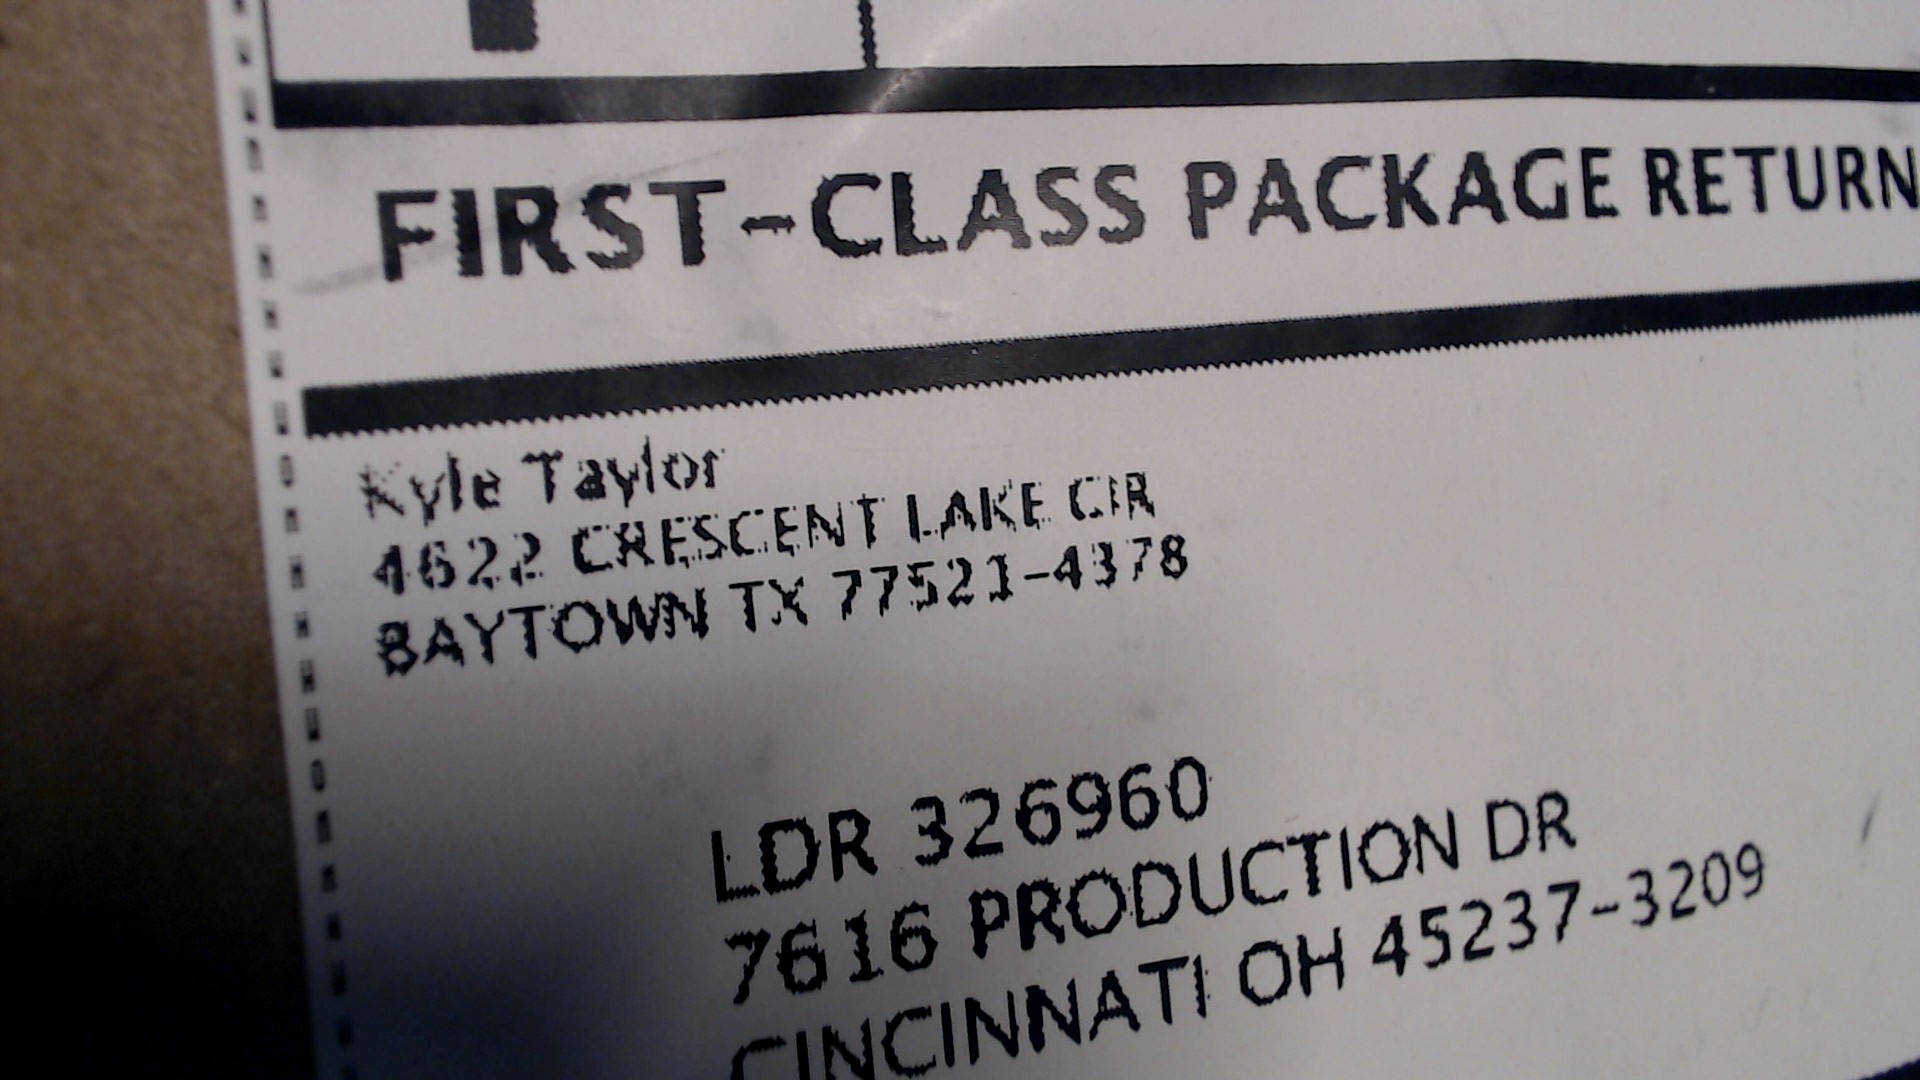 FIRST-CLASS PACKAGE RETURN
Kyle Taylor
4622 CRESCENT LAKE CIR
BAYTOWN TX 77521-4378
LDR 326960
7616 PRODUCTION DR
CINCINNATI OH 45237-3209